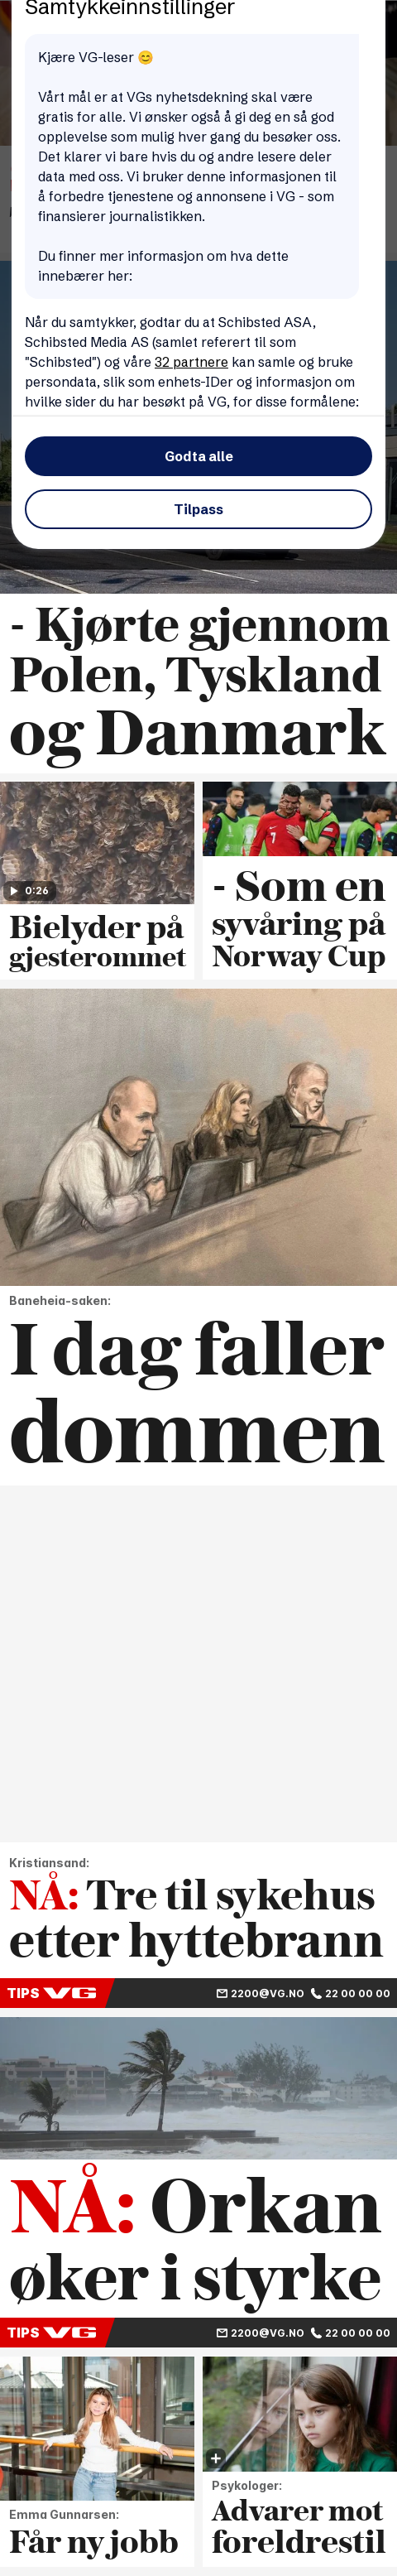 Samtykkeinnstillinger
Kjære VG-leser 😊
Vårt mål er at VGs nyhetsdekning skal være
gratis for alle. Vi ønsker også å gi deg en så god
opplevelse som mulig hver gang du besøker oss.
Det klarer vi bare hvis du og andre lesere deler
data med oss. Vi bruker denne informasjonen til
å forbedre tjenestene og annonsene i VG - som
finansierer journalistikken.
Du finner mer informasjon om hva dette
innebærer her:
Når du samtykker, godtar du at Schibsted ASA,
Schibsted Media AS (samlet referert til som
"Schibsted") og våre 32 partnere kan samle og bruke
persondata, slik som enhets-IDer og informasjon om
hvilke sider du har besøkt på VG, for disse formålene:
Godta alle
Tilpass
- Kjørte gjennom
Polen, Tyskland
og Danmark
0:26
Bielyder på
gjesterommet
- Som en
syvåring på
Norway Cup
Baneheia-saken:
I dag faller
dommen
Kristiansand:
NÅ: Tre til sykehus
etter hyttebrann
TIPS VG 2200@VG.NO 22 00 00 00
NÅ: Orkan
øker i styrke
TIPS VG 2200@VG.NO 22 00 00 00
Emma Gunnarsen:
Får ny jobb
Psykologer:
Advarer mot
foreldrestil